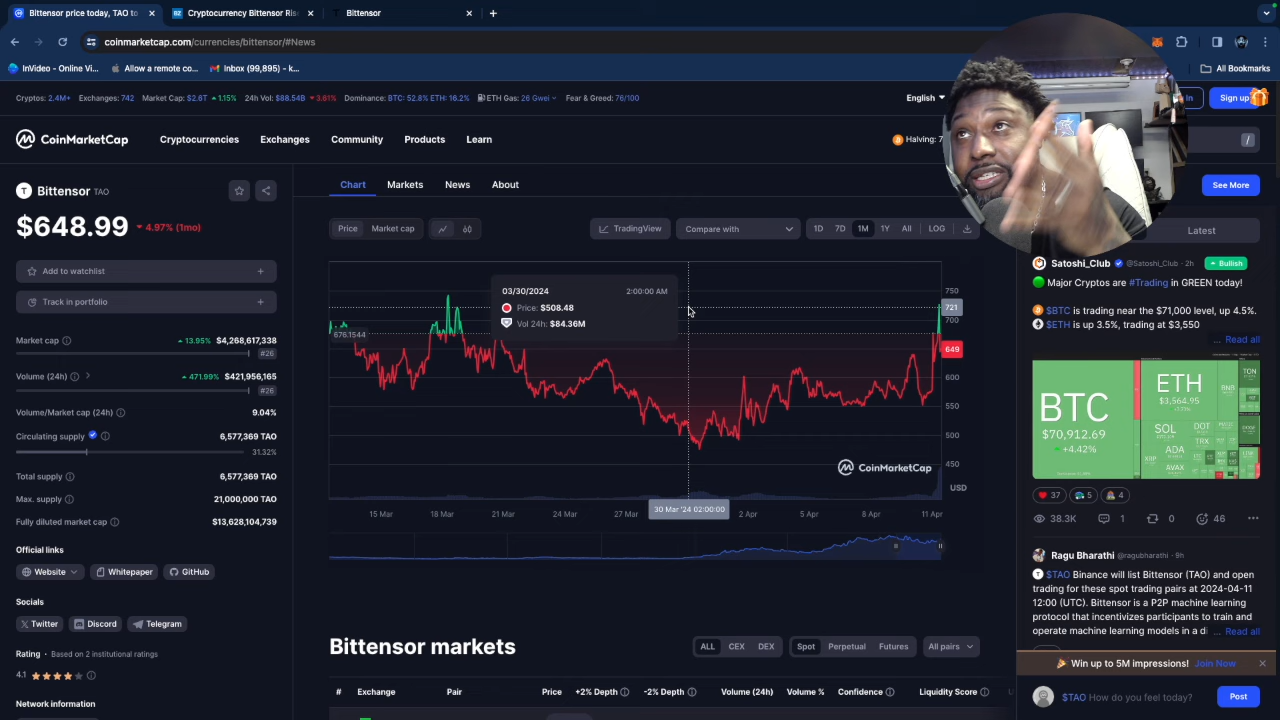 Bittensor price today, TAO to
Cryptocurrency Bittensor Ris
Bittensor
coinmarketcap.com/currencies/bittensor/#News
InVideo - Online Vi...
Allow a remote co...
Inbox (99,895) - k...
All Bookmarks
Cryptos: 2.4M+ Exchanges: 742 Market Cap: $2.6T 1.15% 24h Vol: $88.54B 3.61% Dominance: BTC: 52.8% ETH: 16.2% ETH Gas: 26 Gwei Fear & Greed: 76/100
English
Sign up
CoinMarketCap
Cryptocurrencies
Exchanges
Community
Products
Learn
Halving: 7
/
Bittensor TAO
$648.99 4.97% (1mo)
Add to watchlist +
Track in portfolio +
Market cap 13.95% $4,268,617,338
#26
Volume (24h) 471.99% $421,956,165
#26
Volume/Market cap (24h) 9.04%
Circulating supply 6,577,369 TAO
31.32%
Total supply 6,577,369 TAO
Max. supply 21,000,000 TAO
Fully diluted market cap $13,628,104,739
Official links
Website
Whitepaper
GitHub
Socials
Twitter
Discord
Telegram
Rating · Based on 2 institutional ratings
4.1
Network information
Chart
Markets
News
About
Price
Market cap
TradingView
Compare with
1D 7D 1M 1Y All LOG
03/30/2024 2:00:00 AM
Price: $508.48
Vol 24h: $84.36M
676.1544
750
721
700
649
600
550
500
450
USD
CoinMarketCap
15 Mar
18 Mar
21 Mar
24 Mar
27 Mar
30 Mar '24 02:00:00
2 Apr
5 Apr
8 Apr
11 Apr
Bittensor markets
ALL CEX DEX
Spot Perpetual Futures
All pairs
# Exchange Pair Price +2% Depth -2% Depth Volume (24h) Volume % Confidence Liquidity Score
See More
Latest
Satoshi_Club @Satoshi_Club · 2h Bullish
Major Cryptos are #Trading in GREEN today!
$BTC is trading near the $71,000 level, up 4.5%.
$ETH is up 3.5%, trading at $3,550
... Read all
BTC
$70,912.69
+4.42%
ETH
$3,564.95
SOL
DOT
TRX
ADA
XRP
AVAX
BNB
TON
37
5
4
38.3K
1
0
46
Ragu Bharathi @ragubharathi · 9h
$TAO Binance will list Bittensor (TAO) and open
trading for these spot trading pairs at 2024-04-11
12:00 (UTC). Bittensor is a P2P machine learning
protocol that incentivizes participants to train and
operate machine learning models in a di ... Read all
Win up to 5M impressions! Join Now
$TAO How do you feel today?
Post